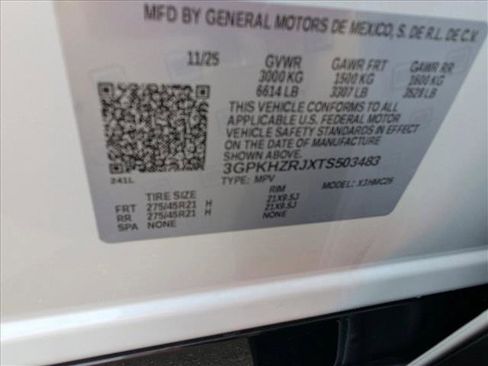 MFD BY GENERAL MOTORS DE MEXICO, S. DE R.L. DE C.V.
11/25 GVWR GAWR FRT GAWR RR
3000 KG 1500 KG 1600 KG
6614 LB 3307 LB 3528 LB
THIS VEHICLE CONFORMS TO ALL
APPLICABLE U.S. FEDERAL MOTOR
VEHICLE SAFETY STANDARDS IN EFFECT
ON THE DATE OF MANUFACTURE
SHOWN ABOVE.
3GPKHZRJXTS503483
TYPE: MPV MODEL:
241L
TIRE SIZE RIM
FRT 275/45R21 H 21X9.5J
RR 275/45R21 H 21X9.5J
SPA NONE NONE